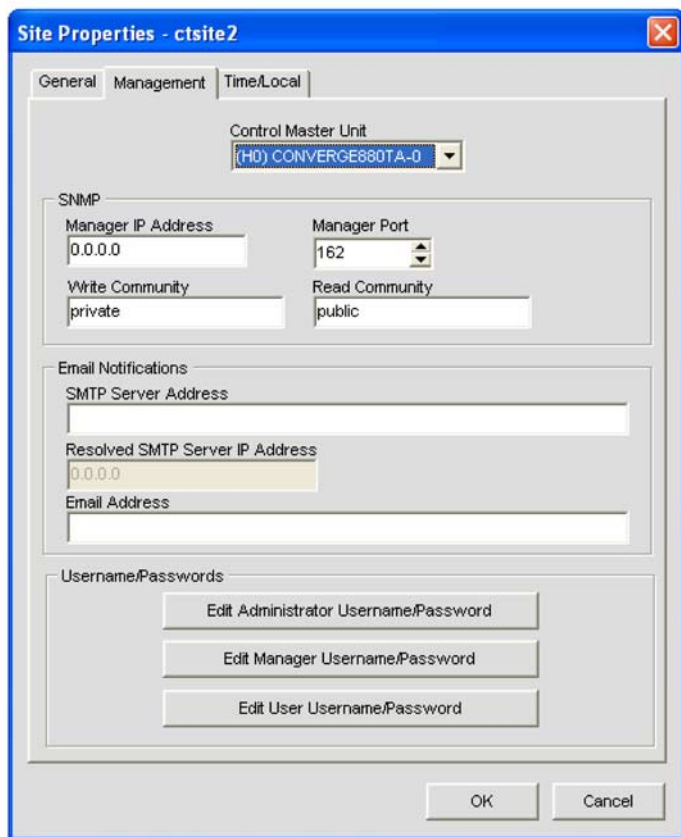 Site Properties - ctsite2
General Management Time/Local
Control Master Unit
(H0) CONVERGE880TA-0
SNMP
Manager IP Address Manager Port
0.0.0.0 162
Write Community Read Community
private public
Email Notifications
SMTP Server Address
Resolved SMTP Server IP Address
0.0.0.0
Email Address
Username/Passwords
Edit Administrator Username/Password
Edit Manager Username/Password
Edit User Username/Password
OK Cancel